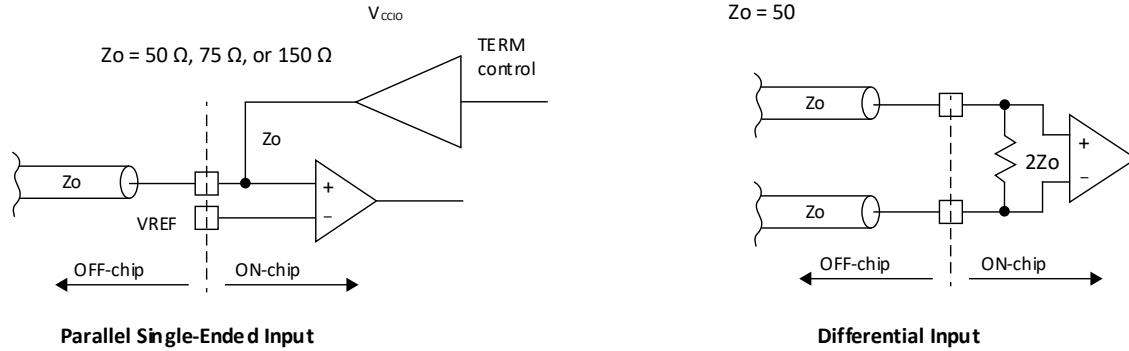 V_CCIO
Zo = 50 Ω, 75 Ω, or 150 Ω
TERM
control
Zo
Zo
+
−
VREF
OFF-chip
ON-chip
Parallel Single-Ended Input
Zo = 50
Zo
+
2Zo
−
Zo
OFF-chip
ON-chip
Differential Input